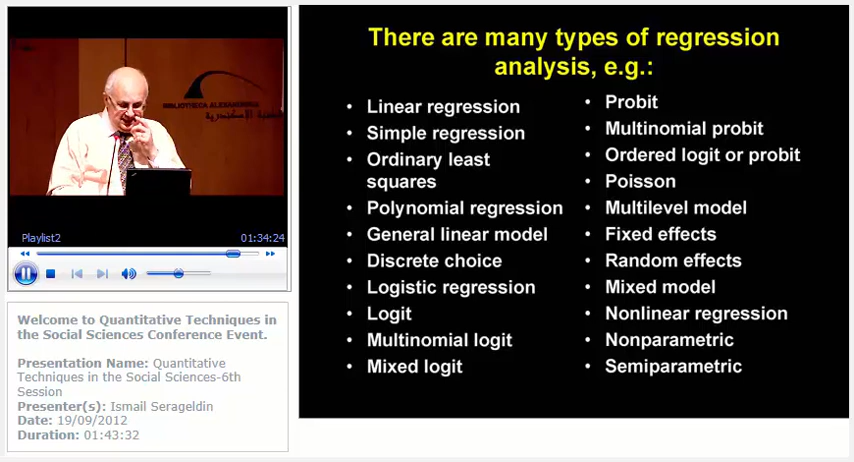 BIBLIOTHECA ALEXANDRINA
Playlist2
01:34:24
Welcome to Quantitative Techniques in
the Social Sciences Conference Event.
Presentation Name: Quantitative
Techniques in the Social Sciences-6th
Session
Presenter(s): Ismail Serageldin
Date: 19/09/2012
Duration: 01:43:32
There are many types of regression
analysis, e.g.:
• Linear regression
• Simple regression
• Ordinary least
squares
• Polynomial regression
• General linear model
• Discrete choice
• Logistic regression
• Logit
• Multinomial logit
• Mixed logit
• Probit
• Multinomial probit
• Ordered logit or probit
• Poisson
• Multilevel model
• Fixed effects
• Random effects
• Mixed model
• Nonlinear regression
• Nonparametric
• Semiparametric